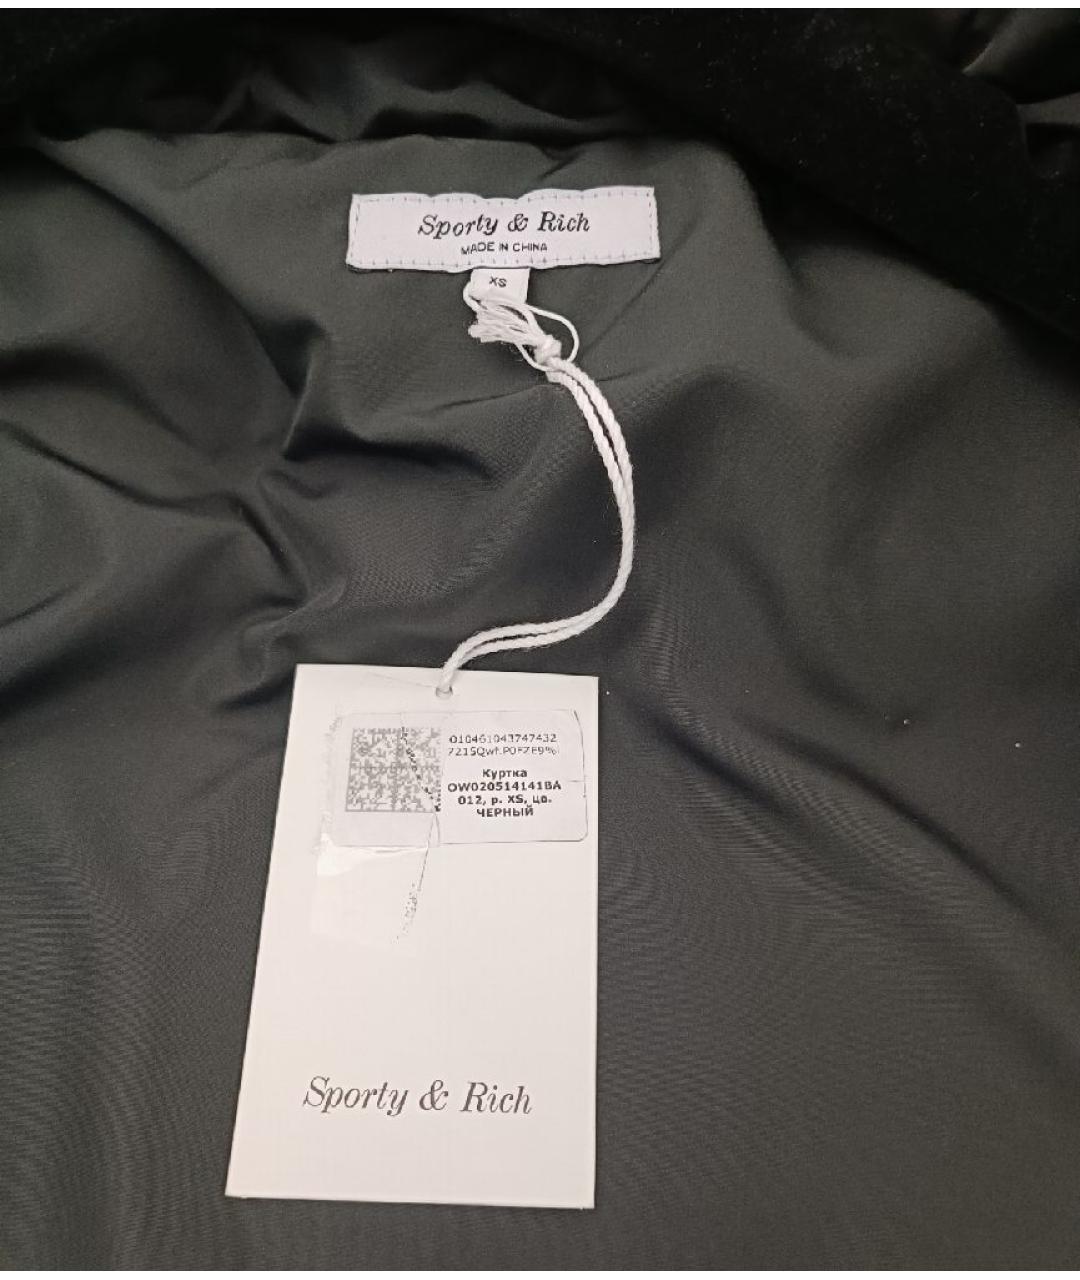 Sporty & Rich
MADE IN CHINA
XS
010461043747432
Куртка
OW020514141BA
012, р. XS, цв.
ЧЕРНЫЙ
Sporty & Rich